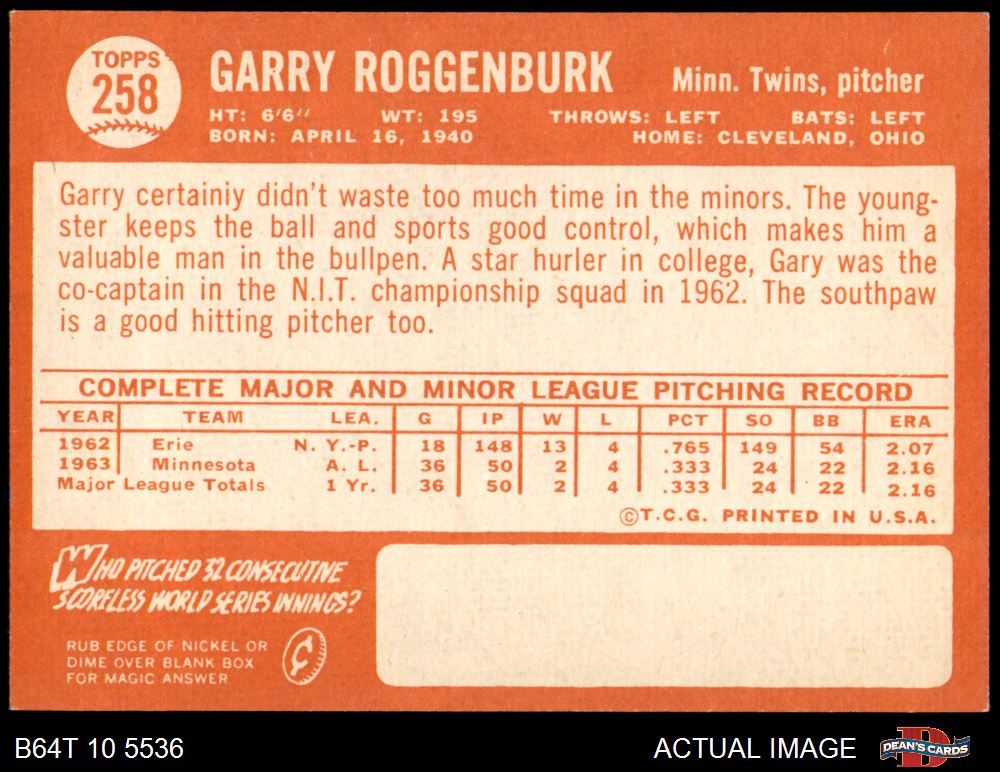 TOPPS
258
GARRY ROGGENBURK
Minn. Twins, pitcher
HT: 6'6" WT: 195 THROWS: LEFT BATS: LEFT
BORN: APRIL 16, 1940 HOME: CLEVELAND, OHIO
Garry certainiy didn't waste too much time in the minors. The young-
ster keeps the ball and sports good control, which makes him a
valuable man in the bullpen. A star hurler in college, Gary was the
co-captain in the N.I.T. championship squad in 1962. The southpaw
is a good hitting pitcher too.
COMPLETE MAJOR AND MINOR LEAGUE PITCHING RECORD
YEAR TEAM LEA. G IP W L PCT SO BB ERA
1962 Erie N. Y.-P. 18 148 13 4 .765 149 54 2.07
1963 Minnesota A. L. 36 50 2 4 .333 24 22 2.16
Major League Totals 1 Yr. 36 50 2 4 .333 24 22 2.16
©T.C.G. PRINTED IN U.S.A.
WHO PITCHED 32 CONSECUTIVE
SCORELESS WORLD SERIES INNINGS?
RUB EDGE OF NICKEL OR
DIME OVER BLANK BOX
FOR MAGIC ANSWER
¢
B64T 10 5536
ACTUAL IMAGE
D
DEAN'S CARDS